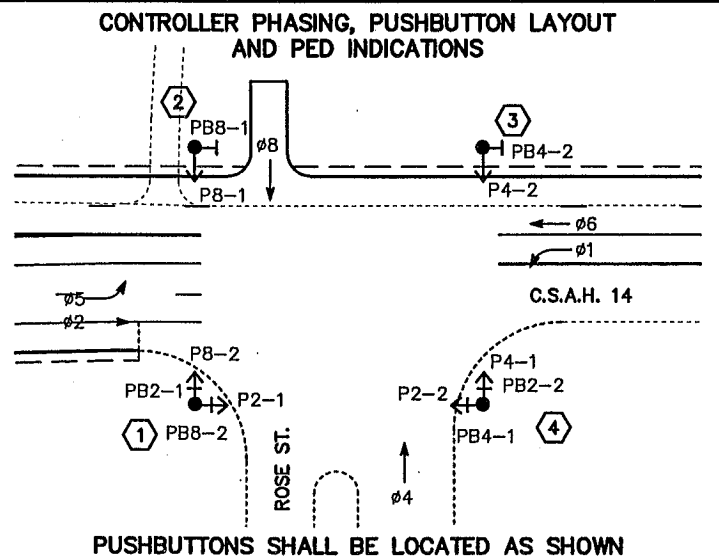 CONTROLLER PHASING, PUSHBUTTON LAYOUT
AND PED INDICATIONS
2
3
PB8-1
ø8
PB4-2
P8-1
P4-2
ø6
ø1
ø5
C.S.A.H. 14
ø2
P8-2
P4-1
PB2-1
PB2-2
P2-1
P2-2
1
PB8-2
PB4-1
4
ROSE ST.
ø4
PUSHBUTTONS SHALL BE LOCATED AS SHOWN